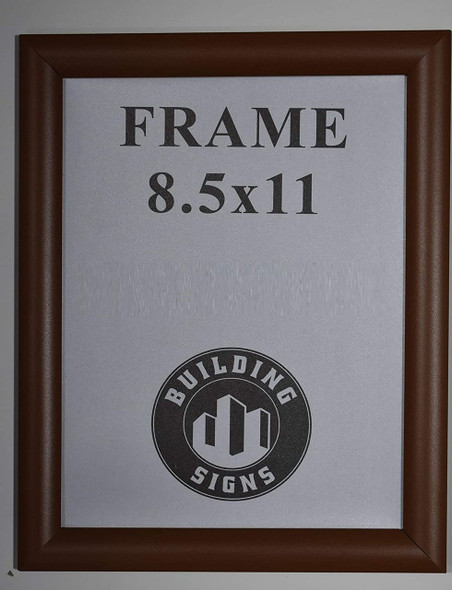 FRAME
8.5x11
BUILDING
SIGNS